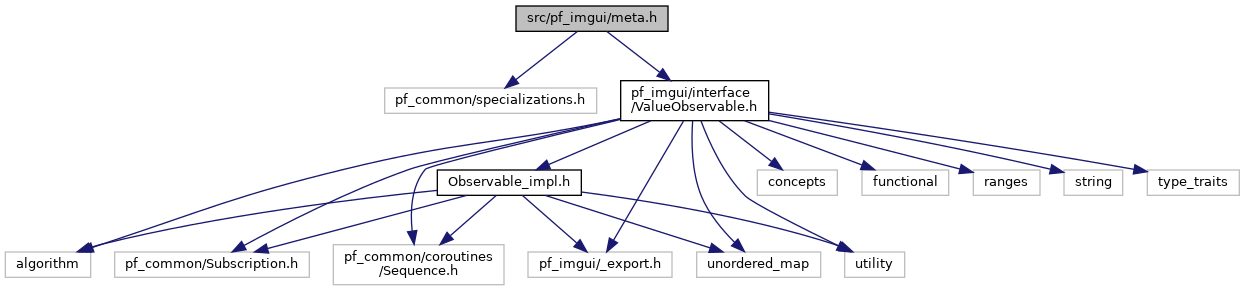 src/pf_imgui/meta.h
pf_common/specializations.h
pf_imgui/interface
/ValueObservable.h
Observable_impl.h
concepts
functional
ranges
string
type_traits
algorithm
pf_common/Subscription.h
pf_common/coroutines
/Sequence.h
pf_imgui/_export.h
unordered_map
utility